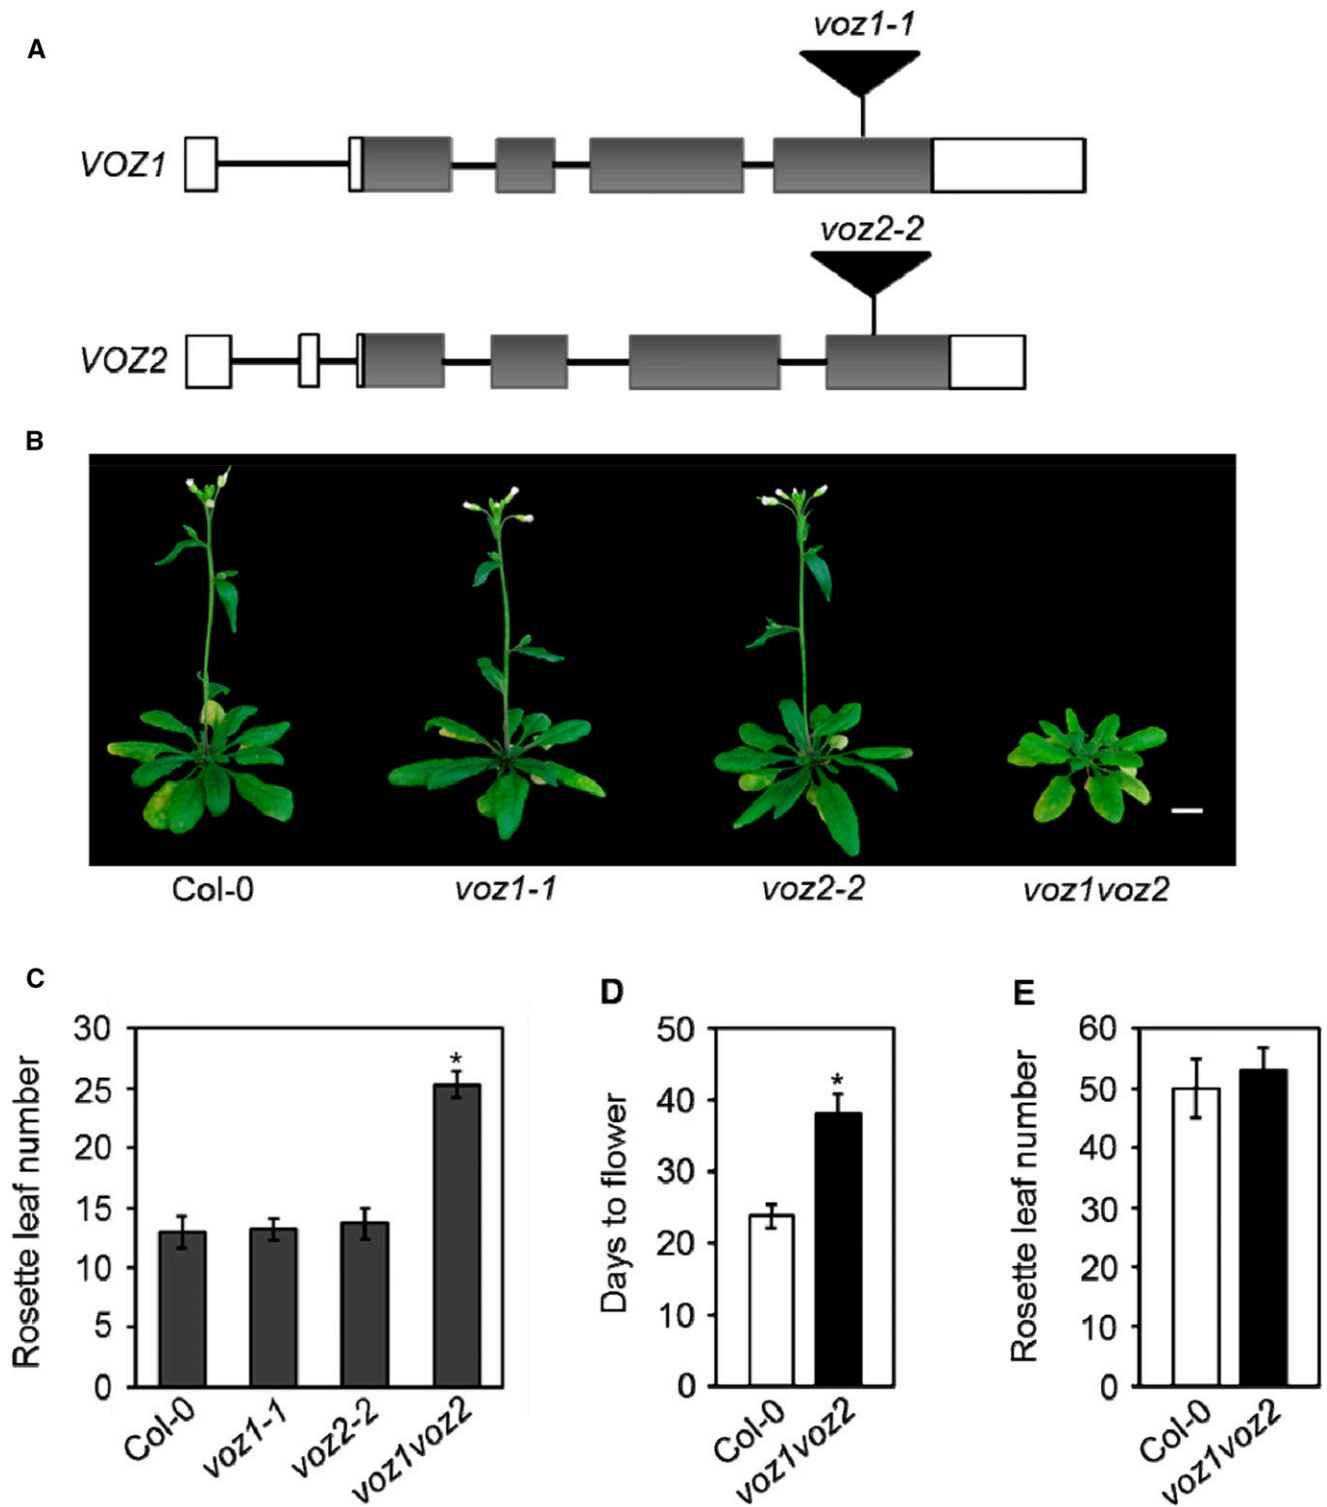 A
voz1-1
VOZ1
voz2-2
VOZ2
B
Col-0 voz1-1 voz2-2 voz1voz2
C
Rosette leaf number
30
25
20
15
10
5
0
*
Col-0 voz1-1 voz2-2 voz1voz2
D
Days to flower
50
40
30
20
10
0
*
Col-0 voz1voz2
E
Rosette leaf number
60
50
40
30
20
10
0
Col-0 voz1voz2